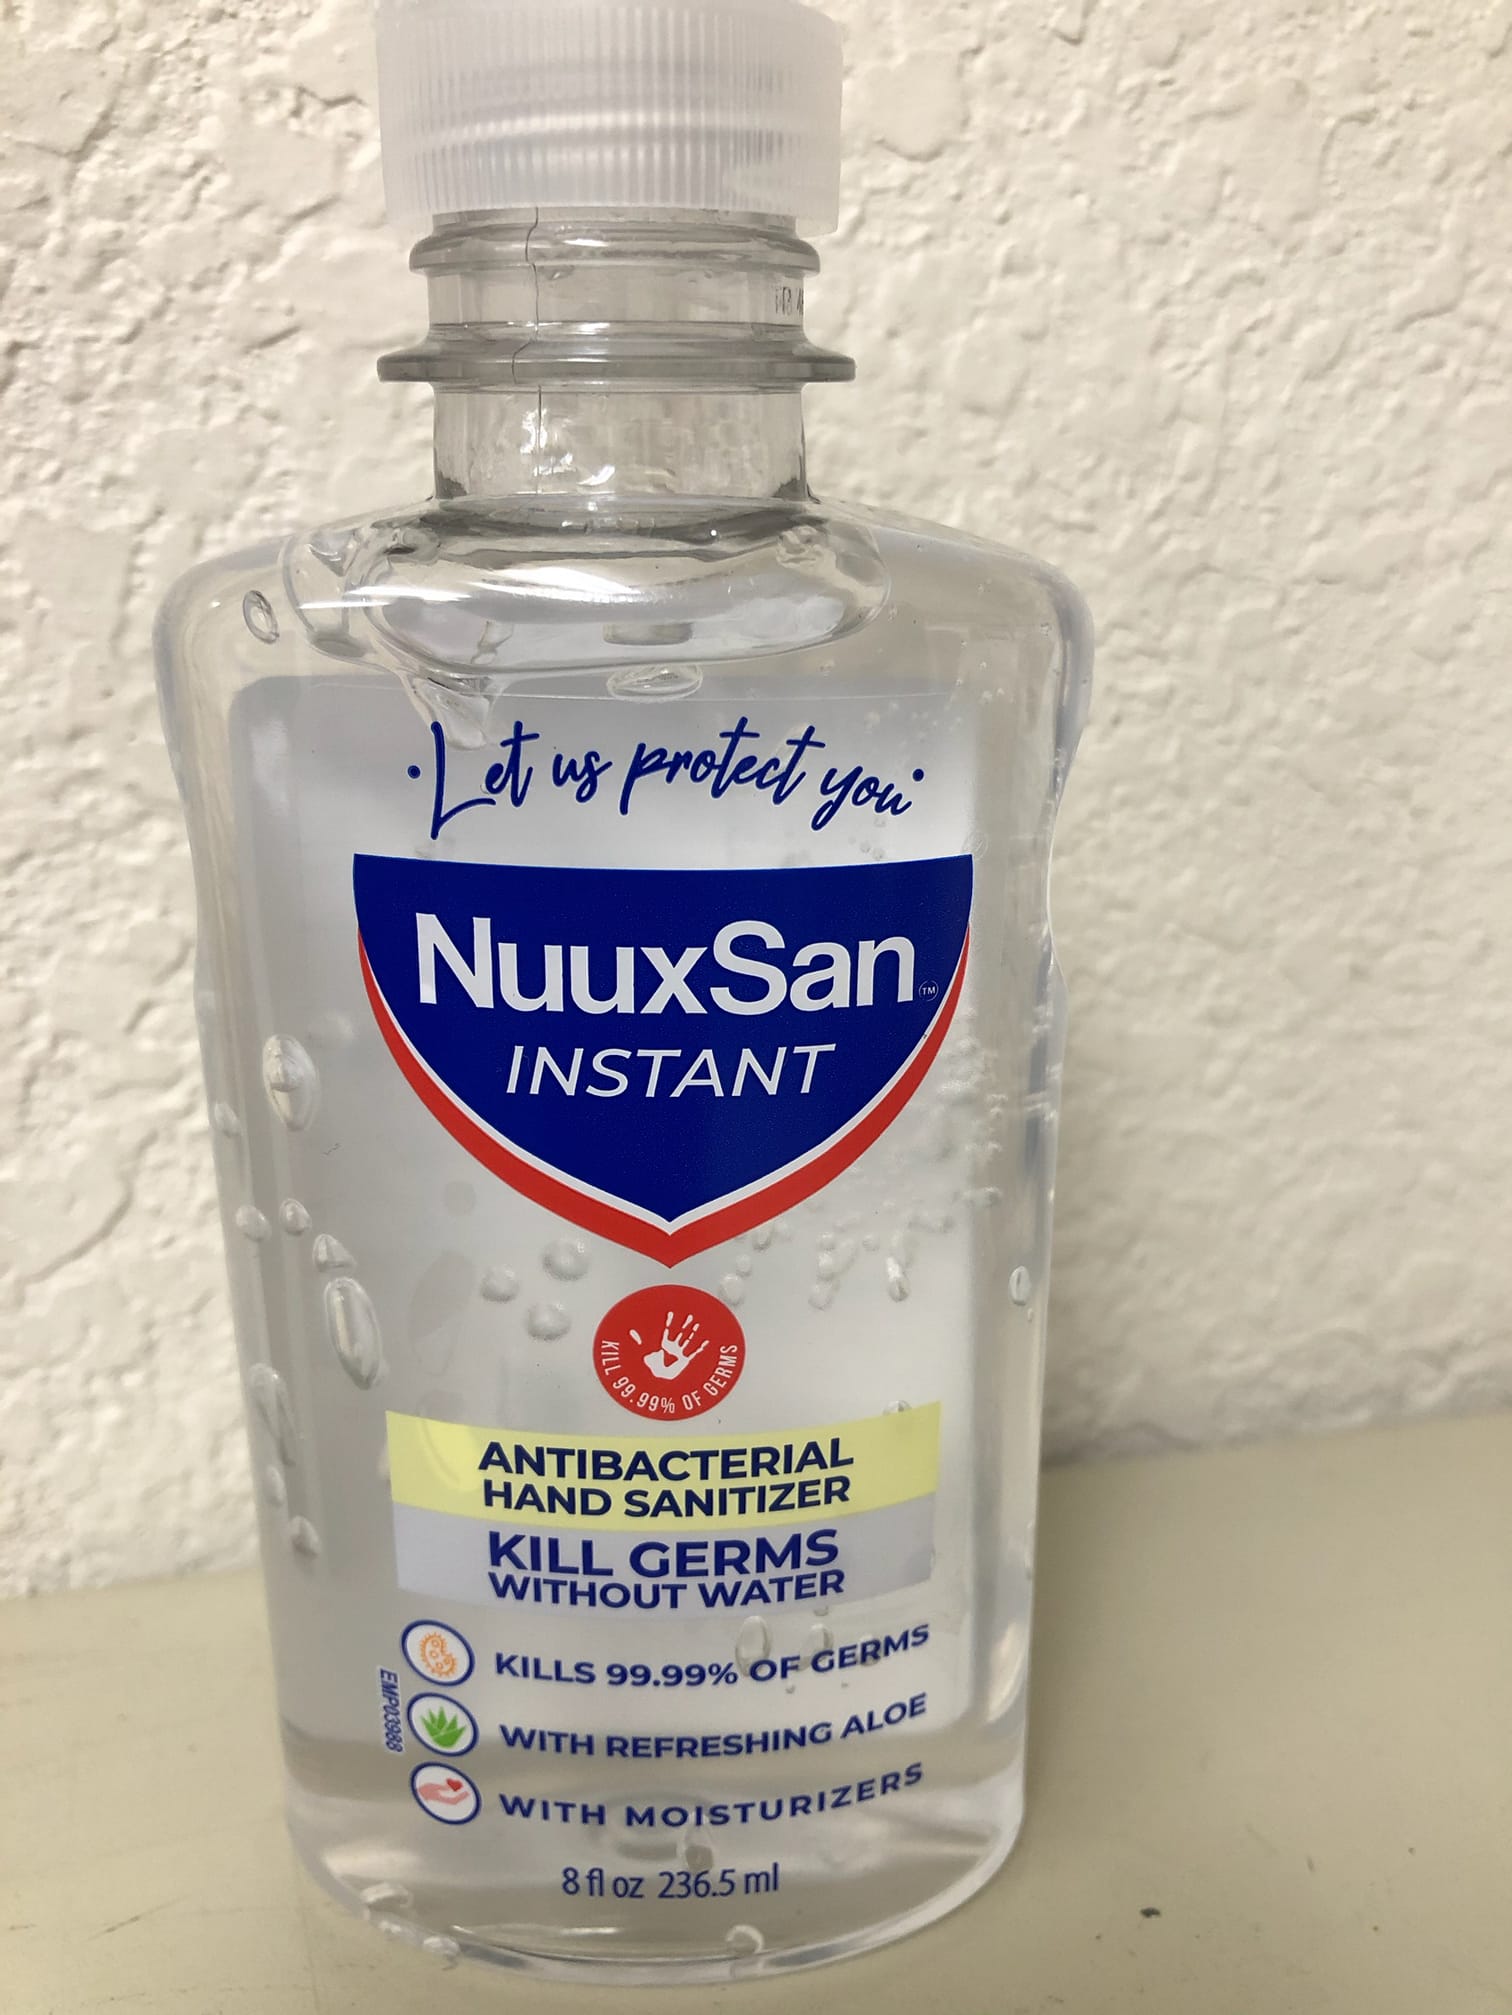 Let us protect you
NuuxSan™
INSTANT
KILL 99.99% OF GERMS
ANTIBACTERIAL
HAND SANITIZER
KILL GERMS
WITHOUT WATER
KILLS 99.99% OF GERMS
WITH REFRESHING ALOE
WITH MOISTURIZERS
EMP03988
8 fl oz 236.5 ml